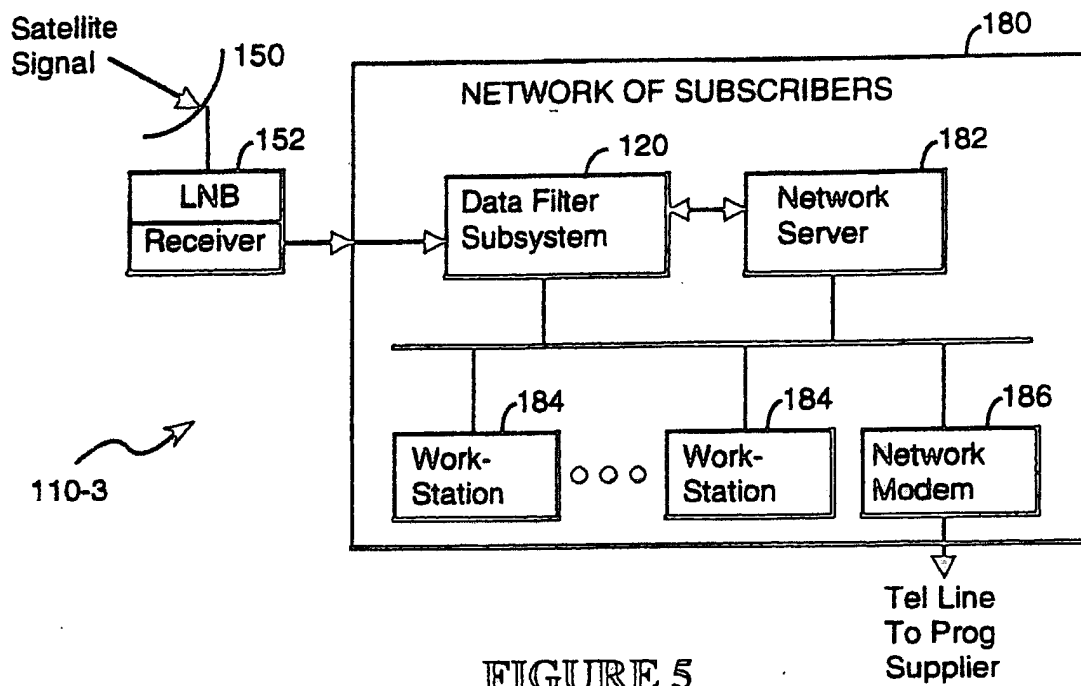 Satellite
Signal
150
152
LNB
Receiver
180
NETWORK OF SUBSCRIBERS
120
Data Filter
Subsystem
182
Network
Server
184
Work-
Station
184
Work-
Station
186
Network
Modem
110-3
Tel Line
To Prog
Supplier
FIGURE 5